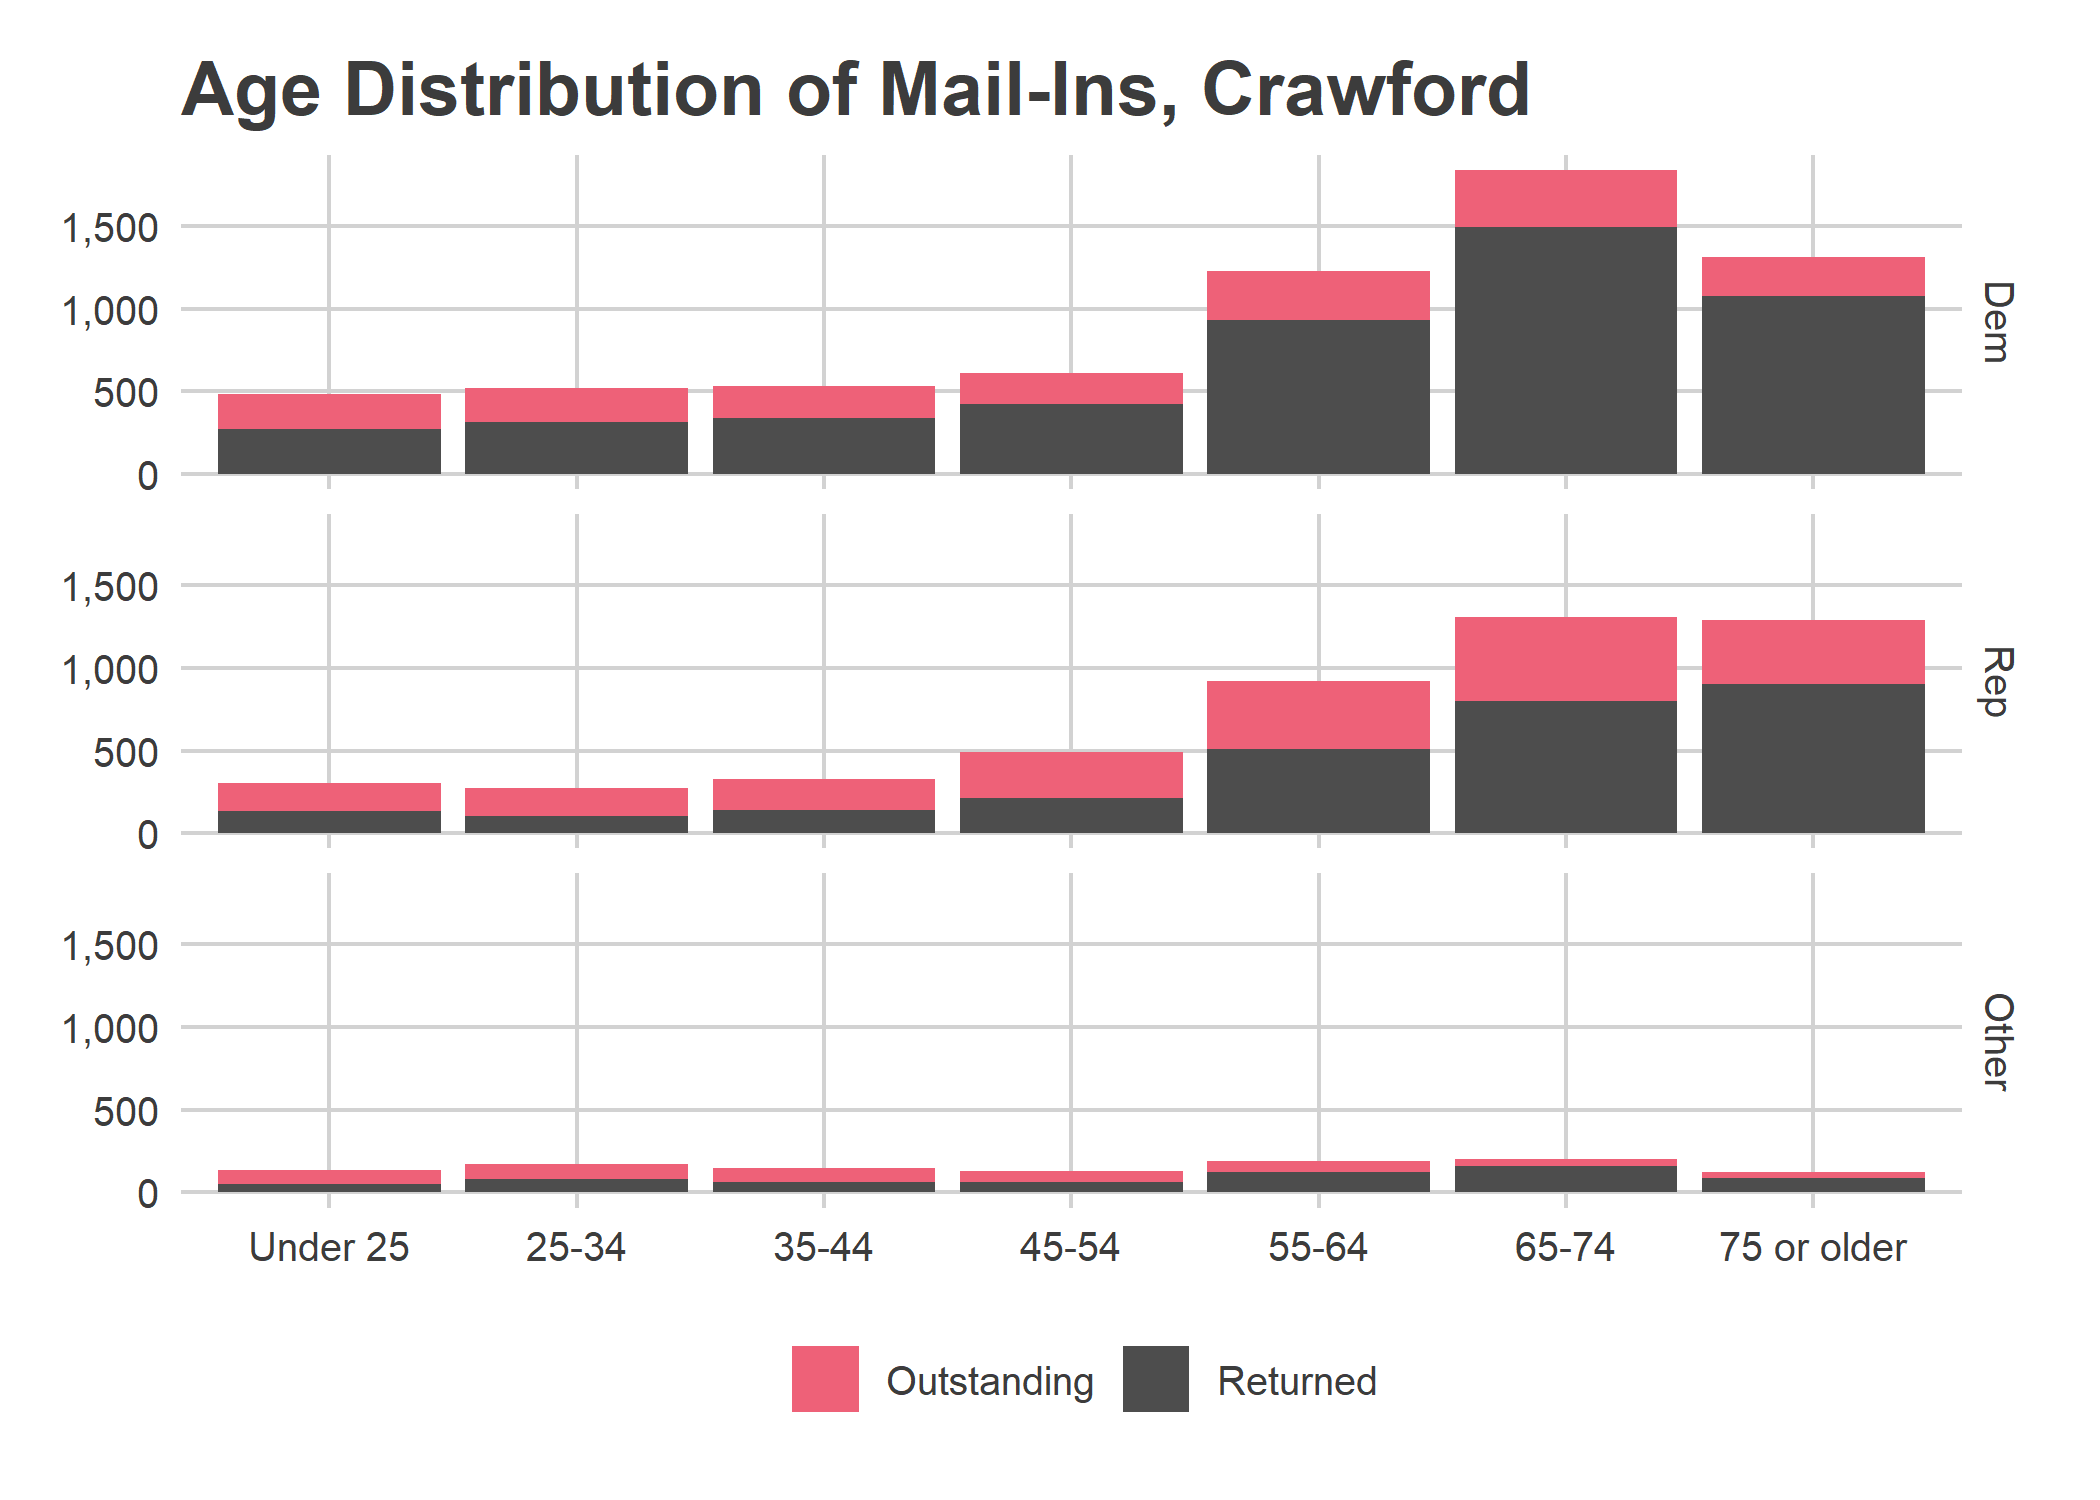 Age Distribution of Mail-Ins, Crawford
1,500
1,000
500
0
Dem
1,500
1,000
500
0
Rep
1,500
1,000
500
0
Other
Under 25 25-34 35-44 45-54 55-64 65-74 75 or older
Outstanding Returned